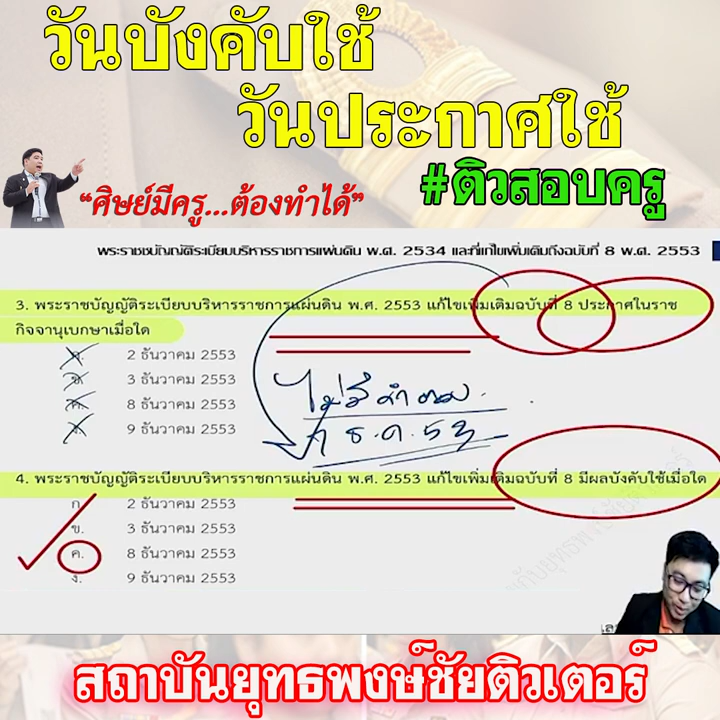 วันบังคับใช้
วันประกาศใช้
#ติวสอบครู
“ศิษย์มีครู...ต้องทำได้”
พระราชบัญญัติระเบียบบริหารราชการแผ่นดิน พ.ศ. 2534 และที่แก้ไขเพิ่มเติมถึงฉบับที่ 8 พ.ศ. 2553
3. พระราชบัญญัติระเบียบบริหารราชการแผ่นดิน พ.ศ. 2553 แก้ไขเพิ่มเติมฉบับที่ 8 ประกาศในราช
กิจจานุเบกษาเมื่อใด
ก. 2 ธันวาคม 2553
ข. 3 ธันวาคม 2553
ค. 8 ธันวาคม 2553
ง. 9 ธันวาคม 2553
ไม่มีคำตอบ
7 ธ.ค. 53
4. พระราชบัญญัติระเบียบบริหารราชการแผ่นดิน พ.ศ. 2553 แก้ไขเพิ่มเติมฉบับที่ 8 มีผลบังคับใช้เมื่อใด
ก. 2 ธันวาคม 2553
ข. 3 ธันวาคม 2553
ค. 8 ธันวาคม 2553
ง. 9 ธันวาคม 2553
สถาบันยุทธพงษ์ชัยติวเตอร์